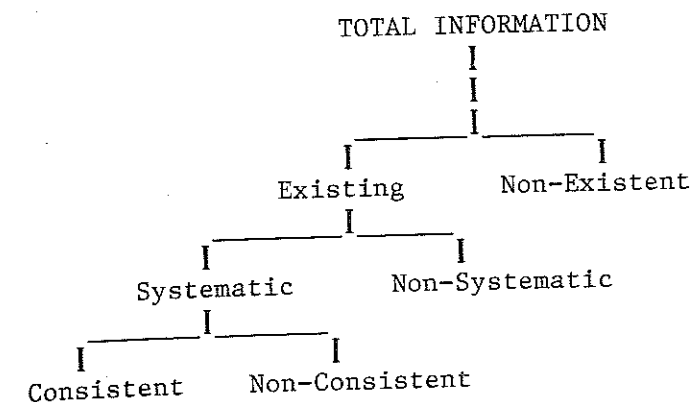 TOTAL INFORMATION
Existing Non-Existent
Systematic Non-Systematic
Consistent Non-Consistent